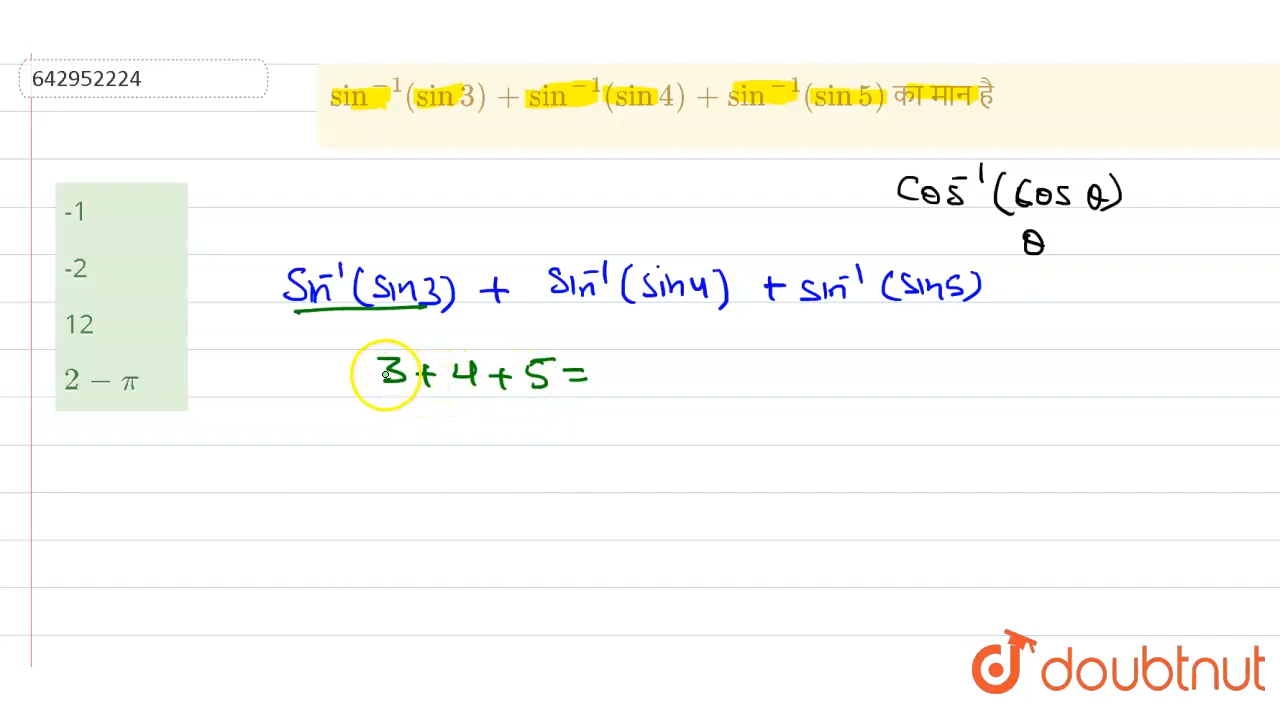 642952224
sin⁻¹(sin 3) + sin⁻¹(sin 4) + sin⁻¹(sin 5) का मान है
-1
-2
12
2 − π
cos⁻¹(cos θ)
θ
sin⁻¹(sin3) + sin⁻¹(sin4) + sin⁻¹(sin5)
3+4+5=
doubtnut